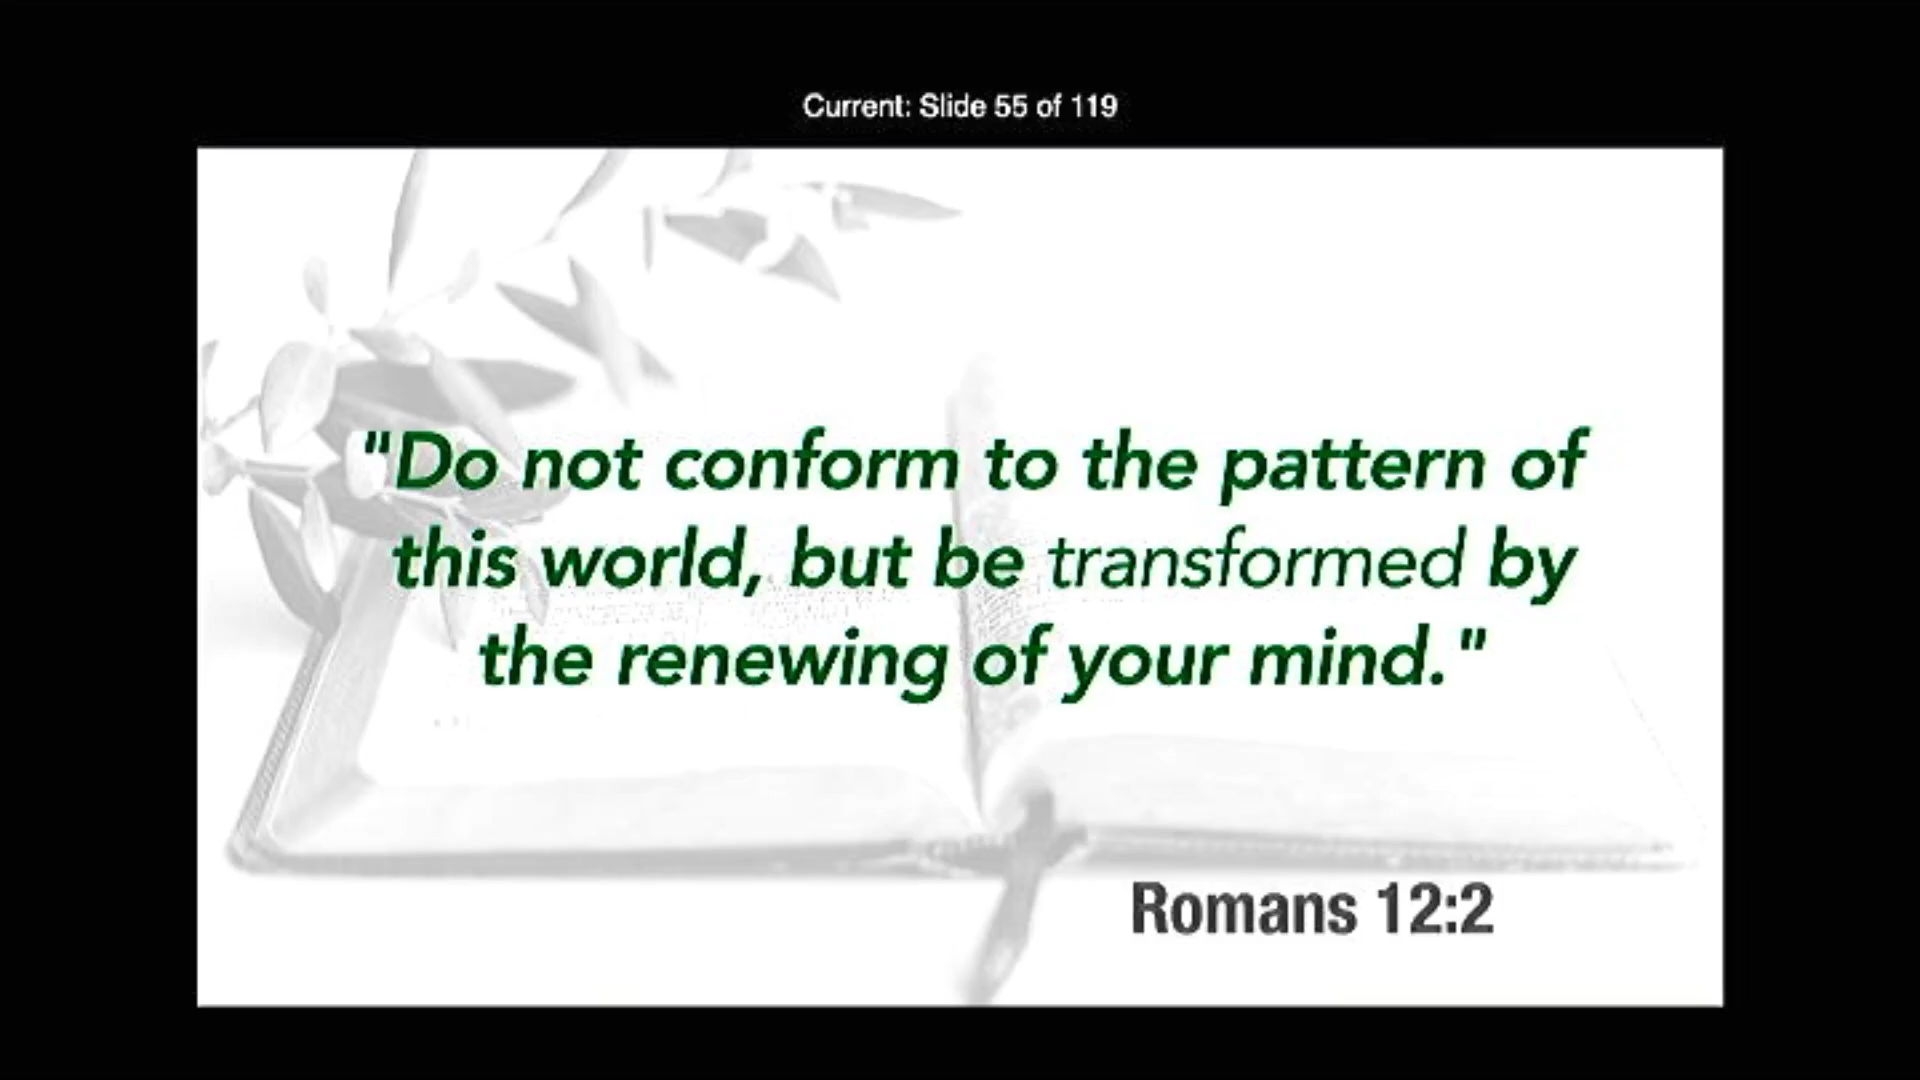 Current: Slide 55 of 119
"Do not conform to the pattern of
this world, but be transformed by
the renewing of your mind."
Romans 12:2